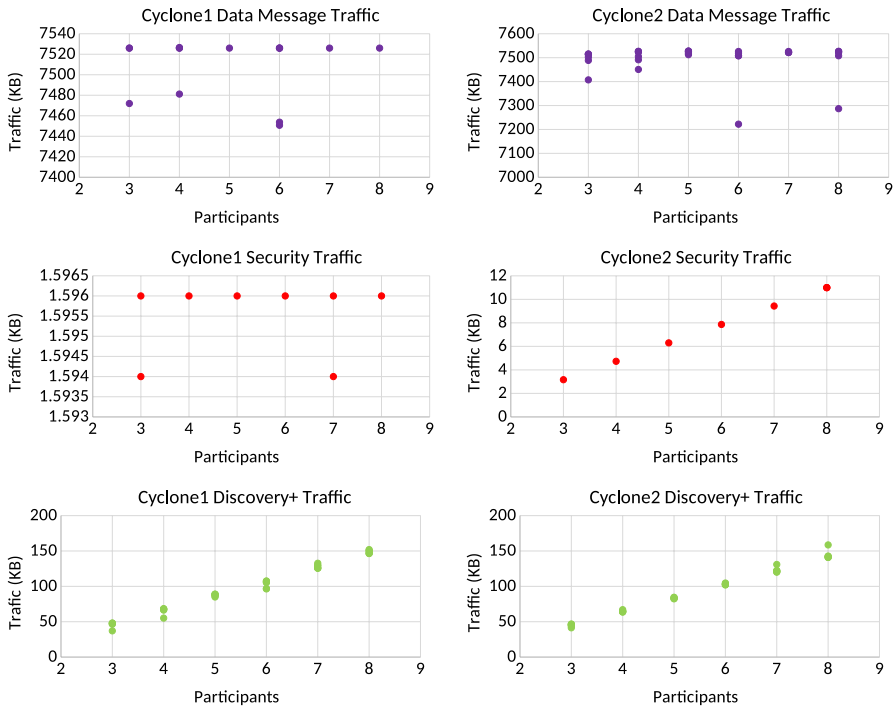 Cyclone1 Data Message Traffic
7540
7520
7500
7480
7460
7440
7420
7400
2 3 4 5 6 7 8 9
Traffic (KB)
Participants
Cyclone2 Data Message Traffic
7600
7500
7400
7300
7200
7100
7000
2 3 4 5 6 7 8 9
Traffic (KB)
Participants
Cyclone1 Security Traffic
1.5965
1.596
1.5955
1.595
1.5945
1.594
1.5935
1.593
2 3 4 5 6 7 8 9
Traffic (KB)
Participants
Cyclone2 Security Traffic
12
10
8
6
4
2
0
2 3 4 5 6 7 8 9
Traffic (KB)
Participants
Cyclone1 Discovery+ Traffic
200
150
100
50
0
2 3 4 5 6 7 8 9
Traffic (KB)
Participants
Cyclone2 Discovery+ Traffic
200
150
100
50
0
2 3 4 5 6 7 8 9
Traffic (KB)
Participants